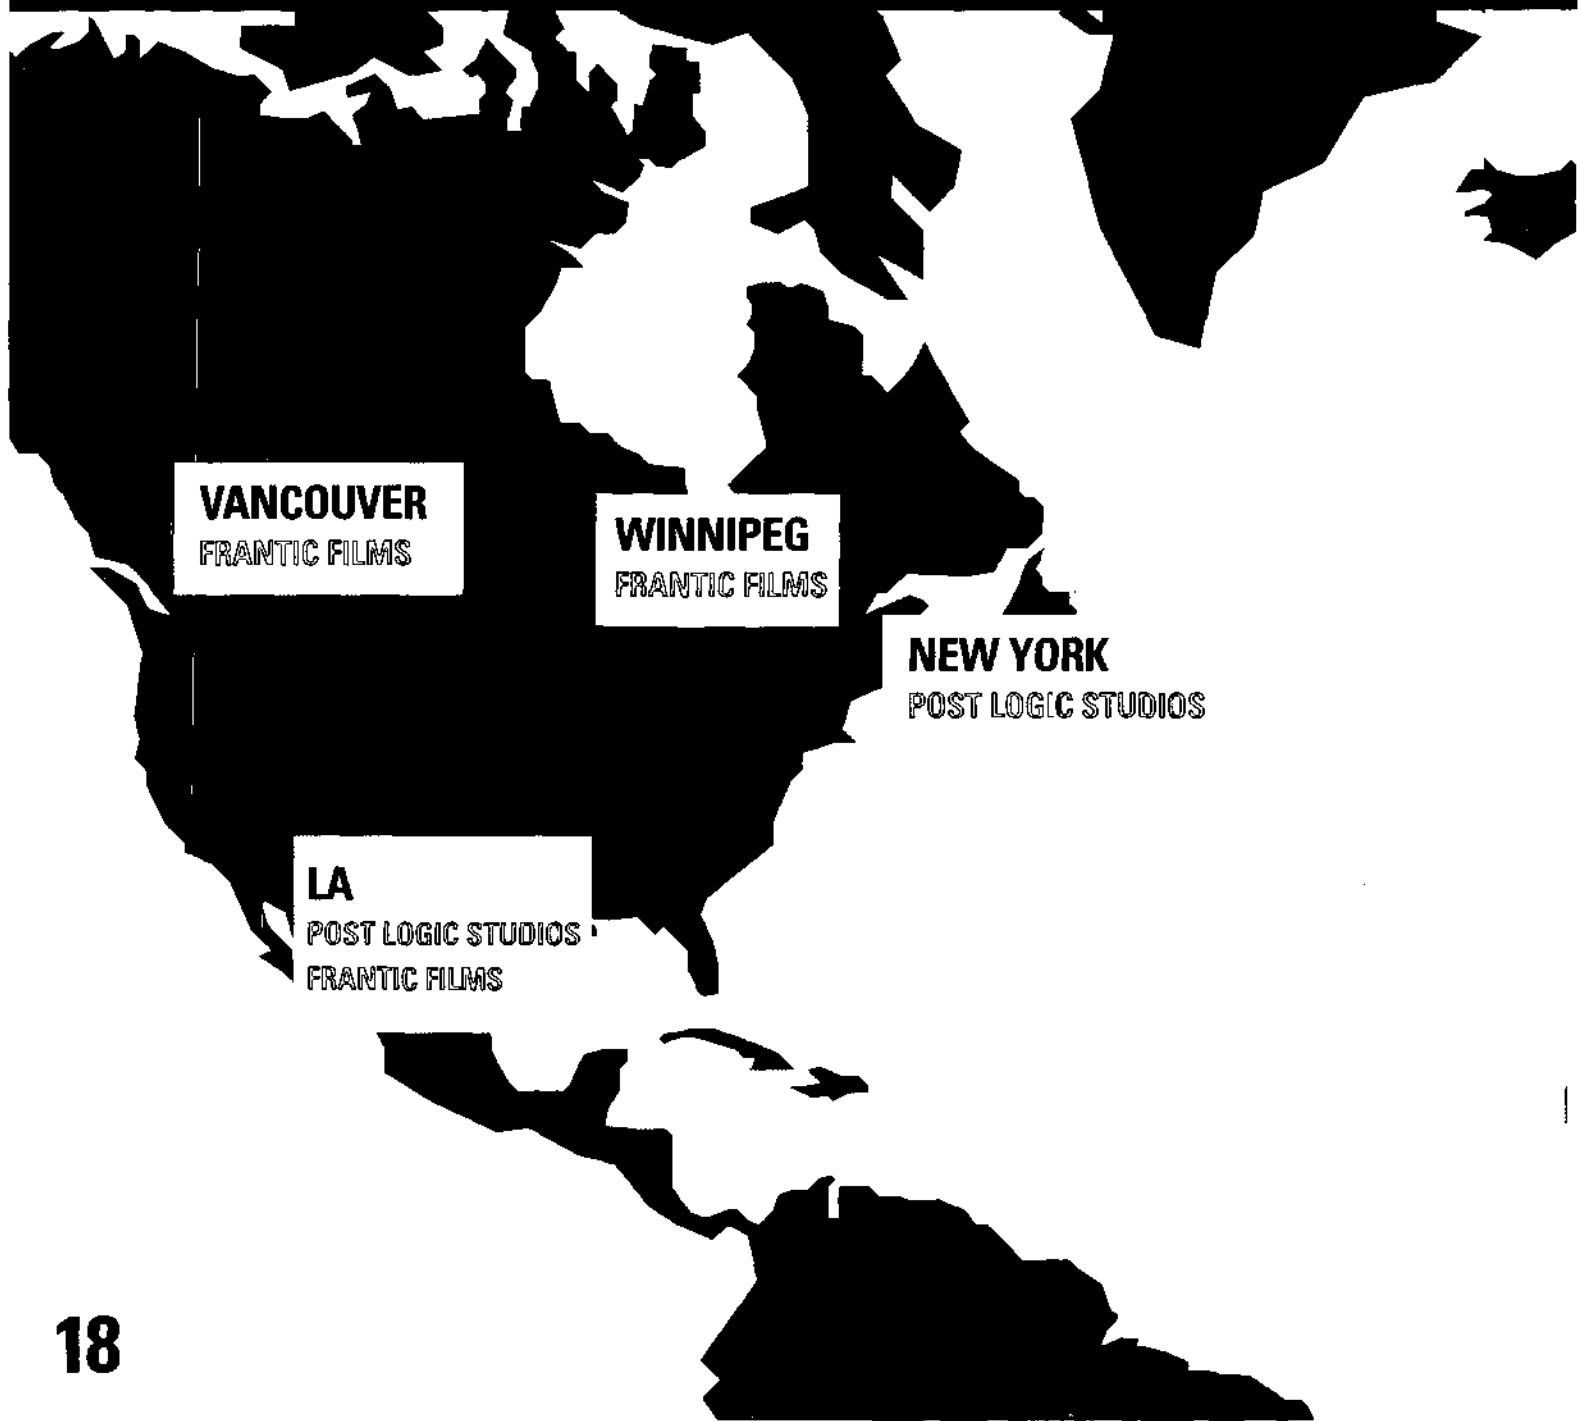 VANCOUVER
FRANTIC FILMS
WINNIPEG
FRANTIC FILMS
NEW YORK
POST LOGIC STUDIOS
LA
POST LOGIC STUDIOS
FRANTIC FILMS
18